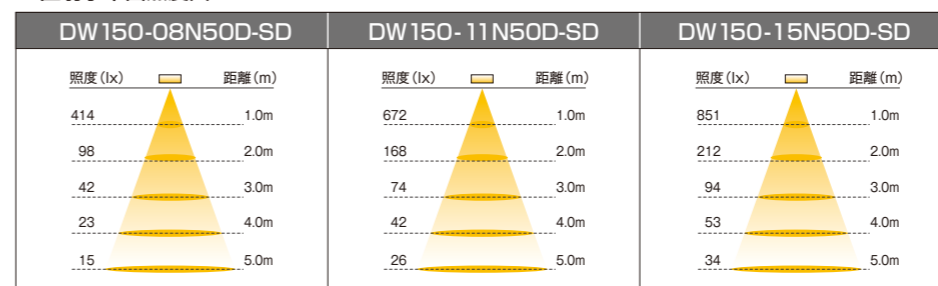 DW150-08N50D-SD
DW150-11N50D-SD
DW150-15N50D-SD
照度(lx) 距離(m)
414 1.0m
98 2.0m
42 3.0m
23 4.0m
15 5.0m
照度(lx) 距離(m)
672 1.0m
168 2.0m
74 3.0m
42 4.0m
26 5.0m
照度(lx) 距離(m)
851 1.0m
212 2.0m
94 3.0m
53 4.0m
34 5.0m